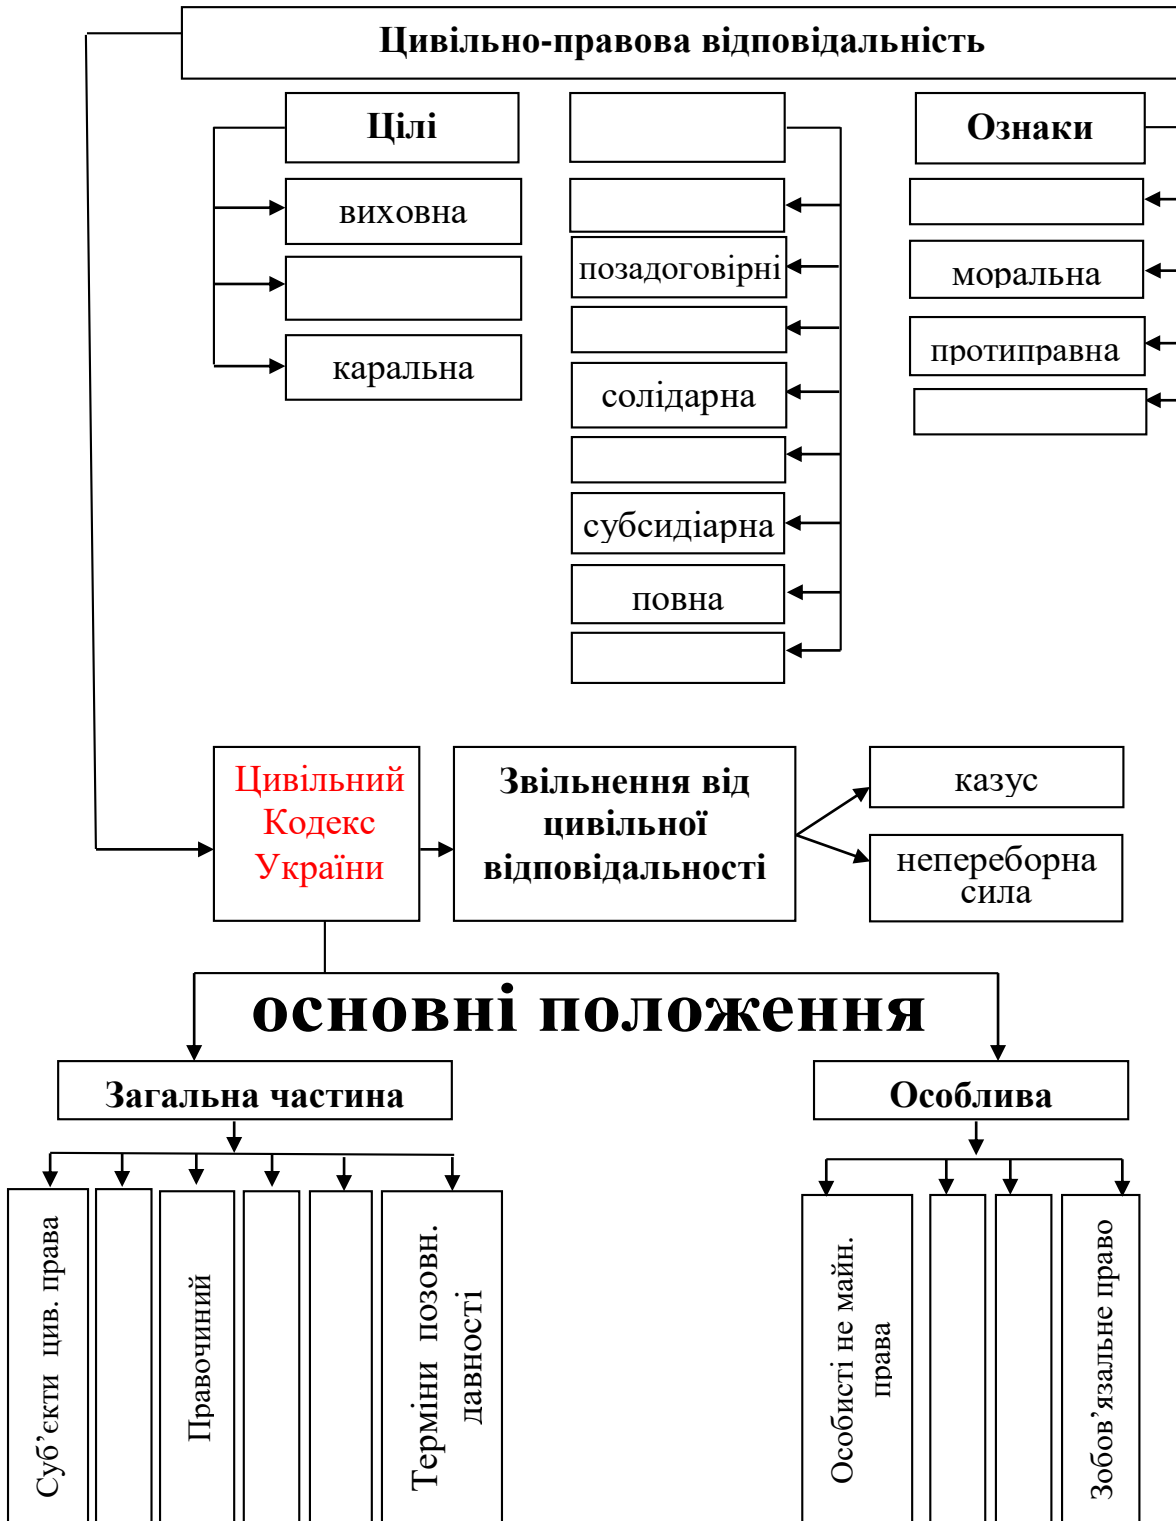 Цивільно-правова відповідальність
Цілі
Ознаки
виховна
каральна
позадоговірні
солідарна
субсидіарна
повна
моральна
протиправна
Цивільний
Кодекс
України
Звільнення від
цивільної
відповідальності
казус
непереборна
сила
основні положення
Загальна частина
Особлива
Суб’єкти цив. права
Правочиний
Терміни позовн.
давності
Особисті не майн.
права
Зобов’язальне право